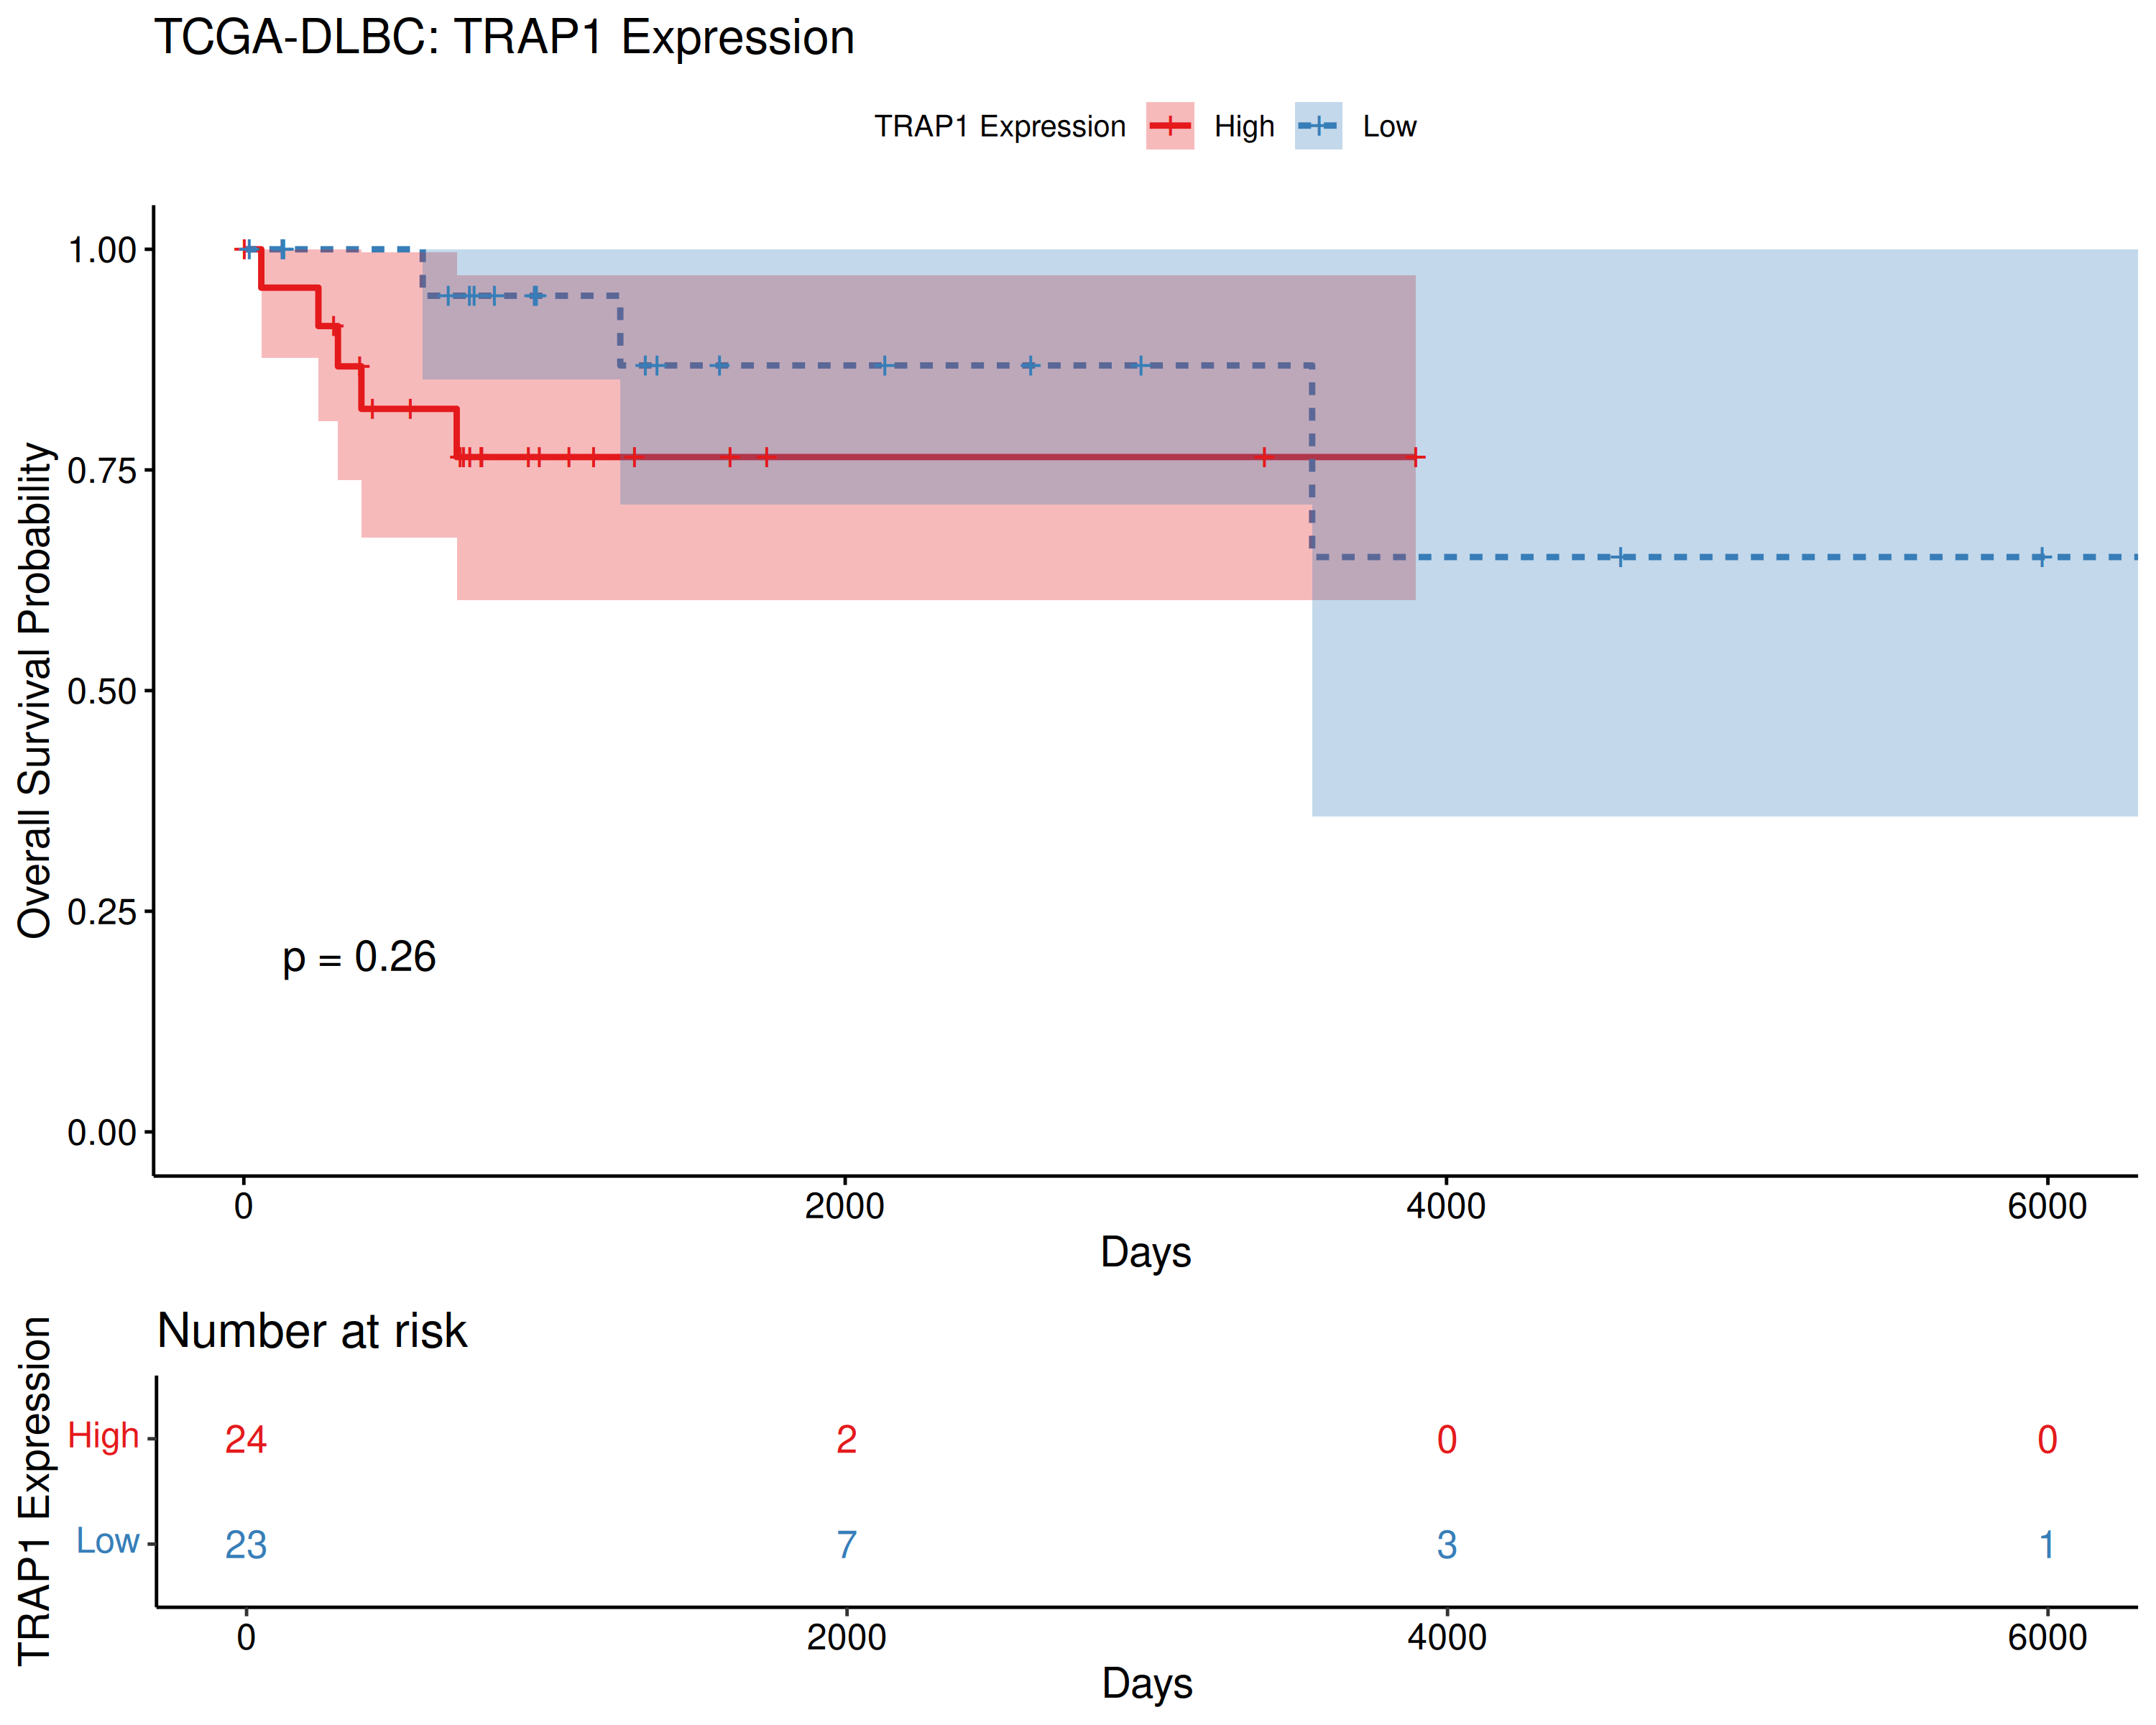 TCGA-DLBC: TRAP1 Expression
TRAP1 Expression High Low
Overall Survival Probability
1.00
0.75
0.50
0.25
0.00
p = 0.26
0 2000 4000 6000
Days
Number at risk
TRAP1 Expression
High 24 2 0 0
Low 23 7 3 1
0 2000 4000 6000
Days